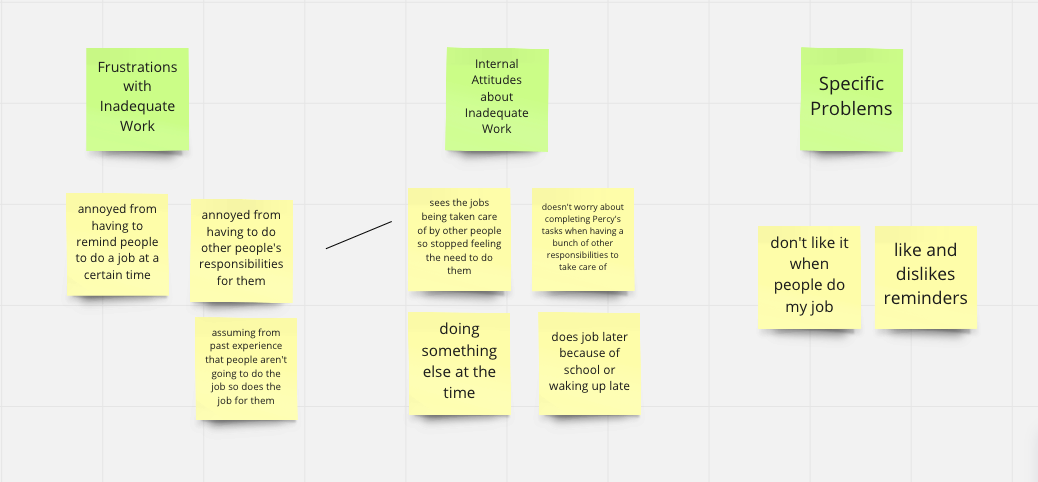 Frustrations
with
Inadequate
Work
Internal
Attitudes
about
Inadequate
Work
Specific
Problems
annoyed from
having to
remind people
to do a job at a
certain time
annoyed from
having to do
other people's
responsibilities
for them
sees the jobs
being taken care
of by other people
so stopped feeling
the need to do
them
doesn't worry about
completing Percy's
tasks when having a
bunch of other
responsibilities to
take care of
don't like it
when
people do
my job
like and
dislikes
reminders
assuming from
past experience
that people aren't
going to do the
job so does the
job for them
doing
something
else at the
time
does job later
because of
school or
waking up late